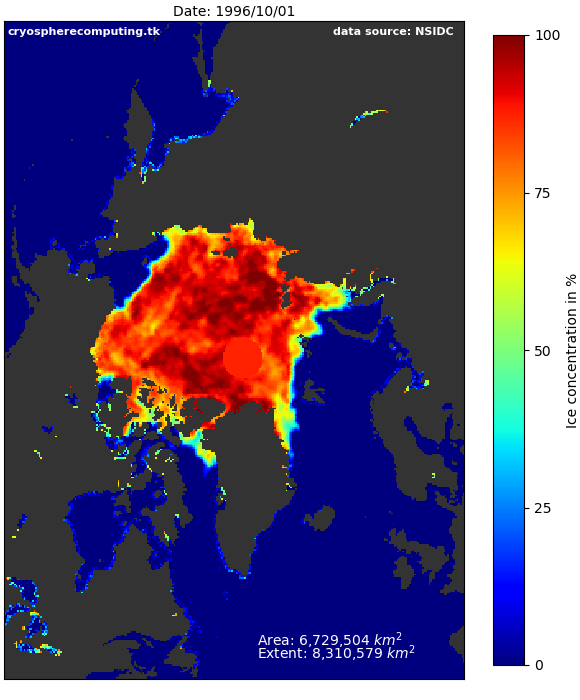 Date: 1996/10/01
cryospherecomputing.tk
data source: NSIDC
100
75
50
25
0
Ice concentration in %
Area: 6,729,504 km²
Extent: 8,310,579 km²